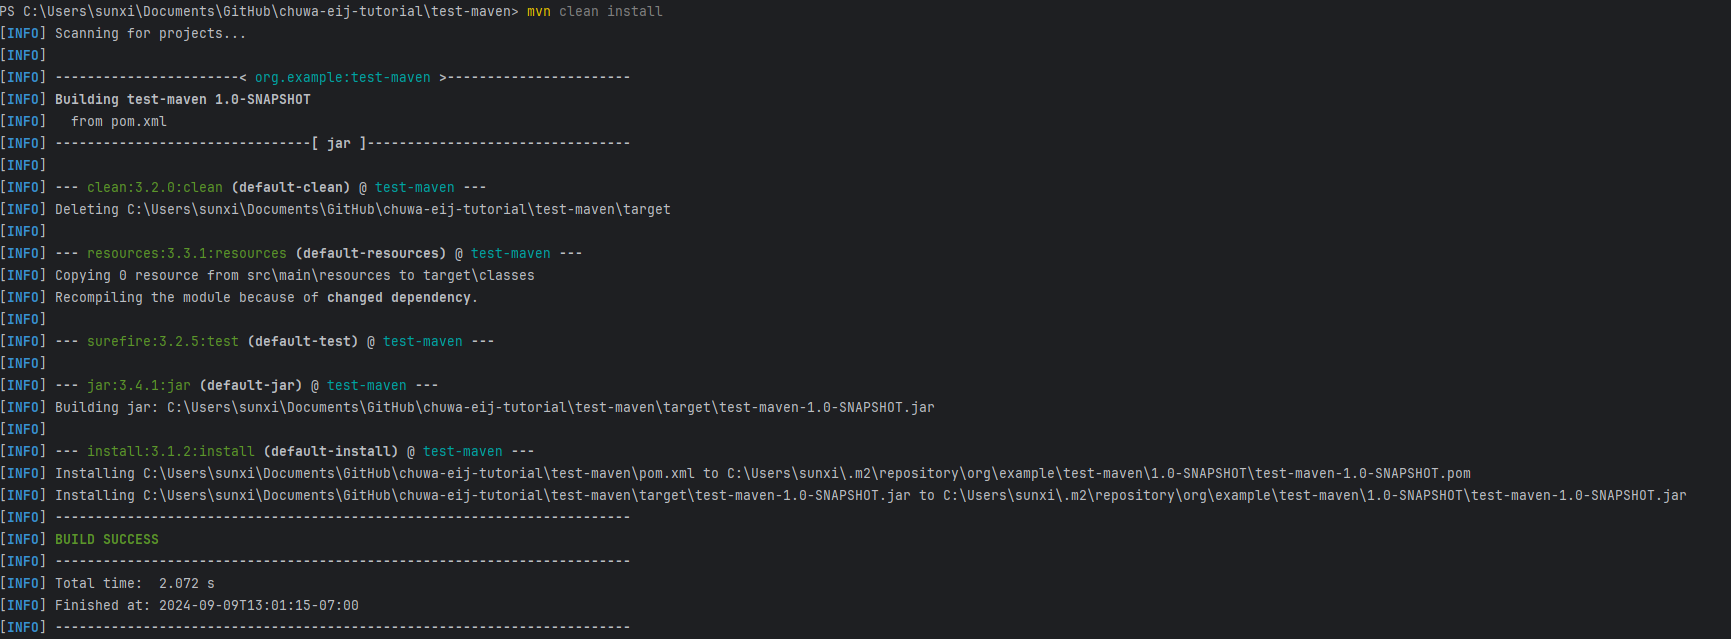 PS C:\Users\sunxi\Documents\GitHub\chuwa-eij-tutorial\test-maven> mvn clean install
[INFO] Scanning for projects...
[INFO]
[INFO] -----------------------< org.example:test-maven >-----------------------
[INFO] Building test-maven 1.0-SNAPSHOT
[INFO]   from pom.xml
[INFO] --------------------------------[ jar ]---------------------------------
[INFO]
[INFO] --- clean:3.2.0:clean (default-clean) @ test-maven ---
[INFO] Deleting C:\Users\sunxi\Documents\GitHub\chuwa-eij-tutorial\test-maven\target
[INFO]
[INFO] --- resources:3.3.1:resources (default-resources) @ test-maven ---
[INFO] Copying 0 resource from src\main\resources to target\classes
[INFO] Recompiling the module because of changed dependency.
[INFO]
[INFO] --- surefire:3.2.5:test (default-test) @ test-maven ---
[INFO]
[INFO] --- jar:3.4.1:jar (default-jar) @ test-maven ---
[INFO] Building jar: C:\Users\sunxi\Documents\GitHub\chuwa-eij-tutorial\test-maven\target\test-maven-1.0-SNAPSHOT.jar
[INFO]
[INFO] --- install:3.1.2:install (default-install) @ test-maven ---
[INFO] Installing C:\Users\sunxi\Documents\GitHub\chuwa-eij-tutorial\test-maven\pom.xml to C:\Users\sunxi\.m2\repository\org\example\test-maven\1.0-SNAPSHOT\test-maven-1.0-SNAPSHOT.pom
[INFO] Installing C:\Users\sunxi\Documents\GitHub\chuwa-eij-tutorial\test-maven\target\test-maven-1.0-SNAPSHOT.jar to C:\Users\sunxi\.m2\repository\org\example\test-maven\1.0-SNAPSHOT\test-maven-1.0-SNAPSHOT.jar
[INFO] ------------------------------------------------------------------------
[INFO] BUILD SUCCESS
[INFO] ------------------------------------------------------------------------
[INFO] Total time:  2.072 s
[INFO] Finished at: 2024-09-09T13:01:15-07:00
[INFO] ------------------------------------------------------------------------